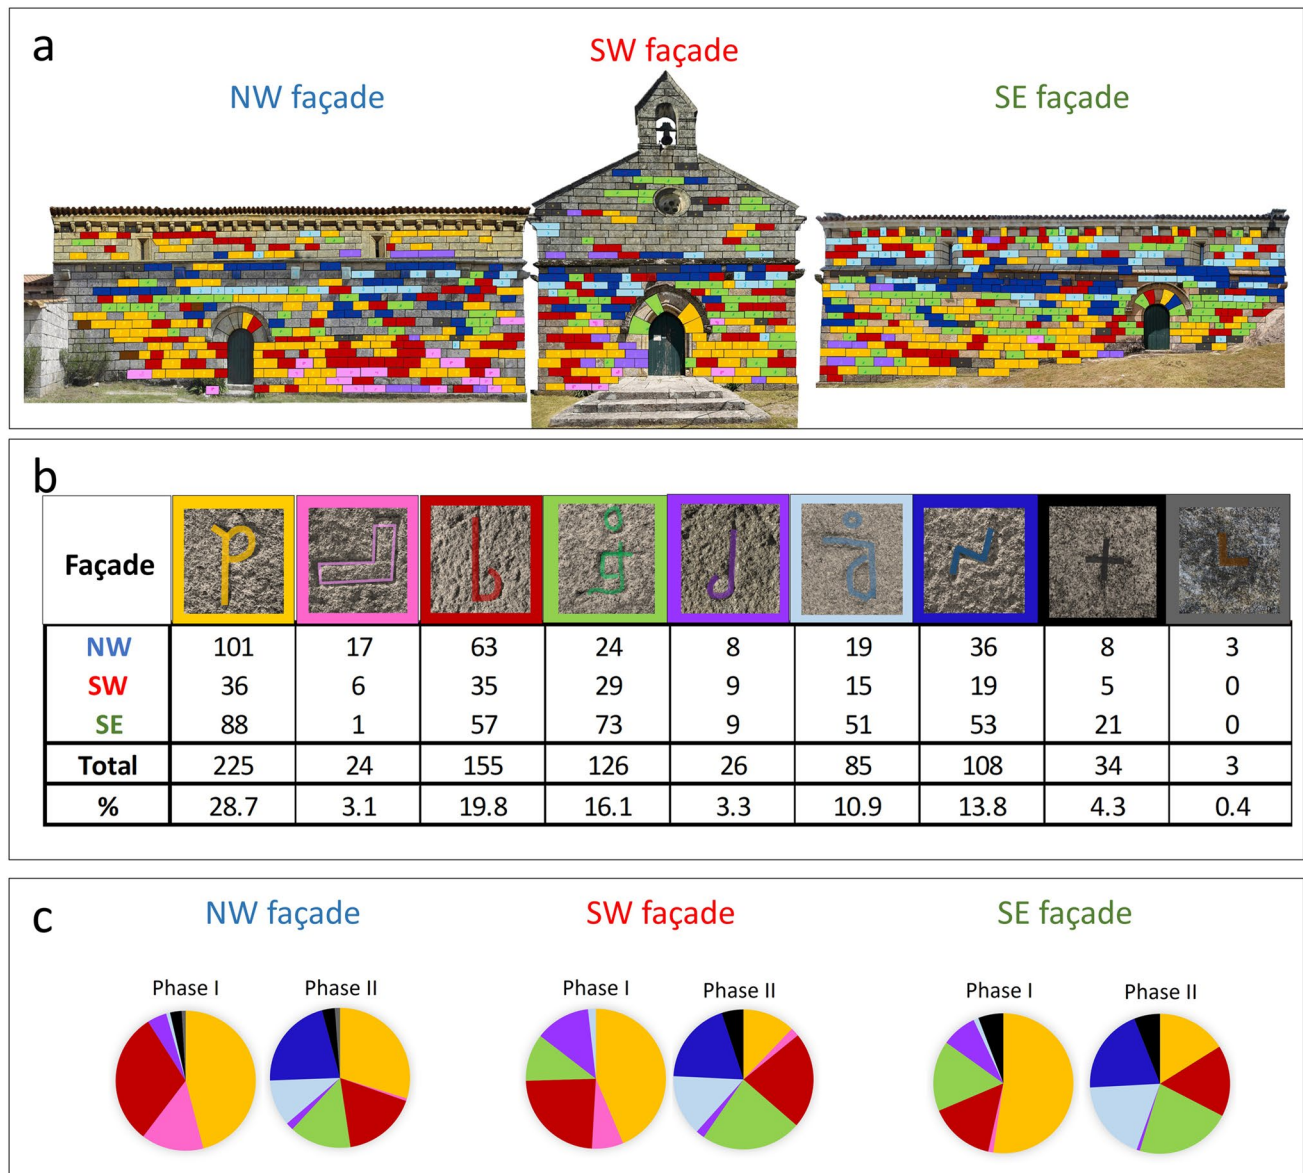 a
SW façade
NW façade
SE façade
b
Façade
NW 101 17 63 24 8 19 36 8 3
SW 36 6 35 29 9 15 19 5 0
SE 88 1 57 73 9 51 53 21 0
Total 225 24 155 126 26 85 108 34 3
% 28.7 3.1 19.8 16.1 3.3 10.9 13.8 4.3 0.4
c
NW façade
SW façade
SE façade
Phase I
Phase II
Phase I
Phase II
Phase I
Phase II